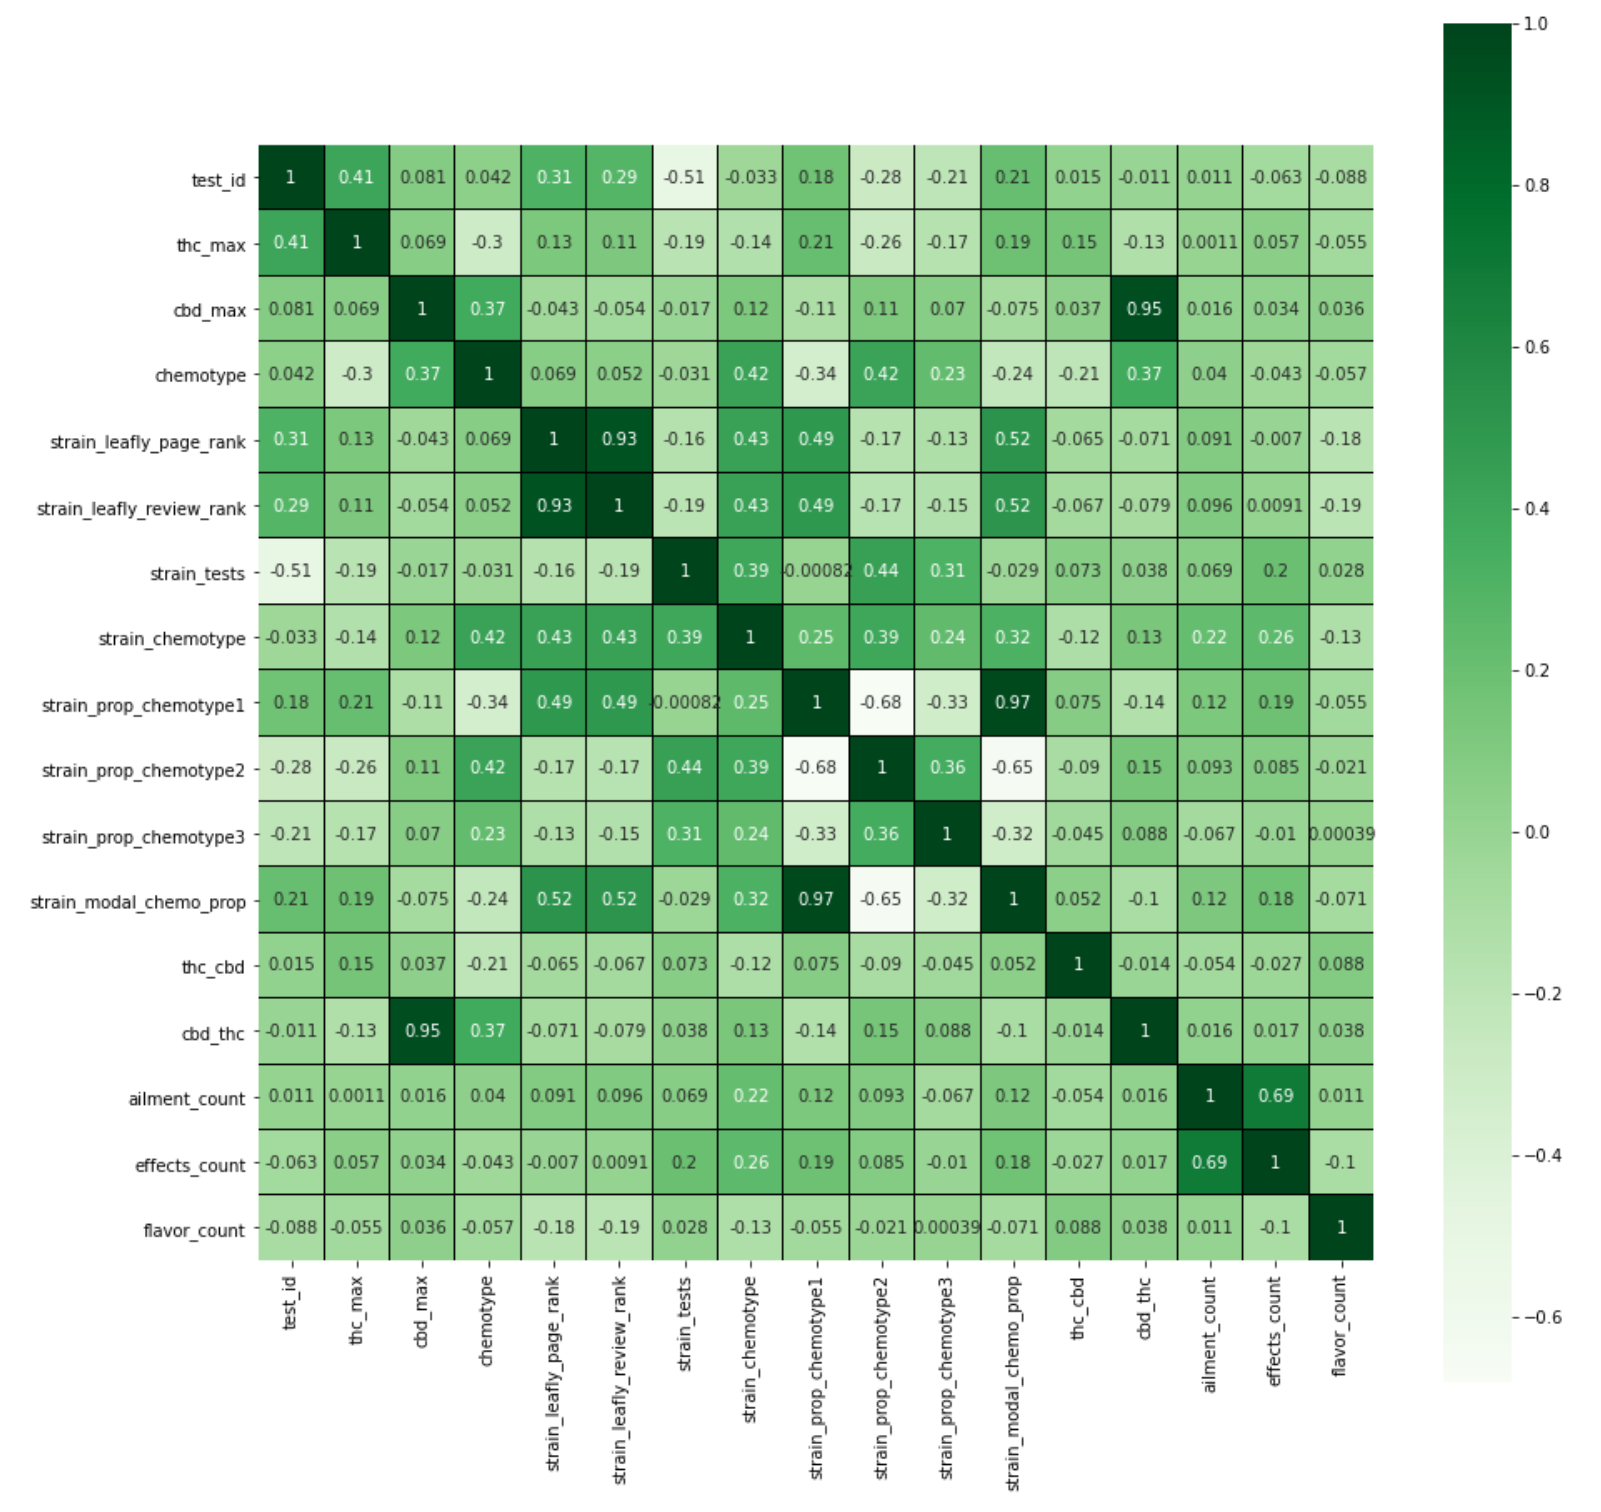 1.0
test_id 1 0.41 0.081 0.042 0.31 0.29 -0.51 -0.033 0.18 -0.28 -0.21 0.21 0.015 -0.011 0.011 -0.063 -0.088
0.8
thc_max 0.41 1 0.069 -0.3 0.13 0.11 -0.19 -0.14 0.21 -0.26 -0.17 0.19 0.15 -0.13 0.0011 0.057 -0.055
cbd_max 0.081 0.069 1 0.37 -0.043 -0.054 -0.017 0.12 -0.11 0.11 0.07 -0.075 0.037 0.95 0.016 0.034 0.036
0.6
chemotype 0.042 -0.3 0.37 1 0.069 0.052 -0.031 0.42 -0.34 0.42 0.23 -0.24 -0.21 0.37 0.04 -0.043 -0.057
strain_leafly_page_rank 0.31 0.13 -0.043 0.069 1 0.93 -0.16 0.43 0.49 -0.17 -0.13 0.52 -0.065 -0.071 0.091 -0.007 -0.18
strain_leafly_review_rank 0.29 0.11 -0.054 0.052 0.93 1 -0.19 0.43 0.49 -0.17 -0.15 0.52 -0.067 -0.079 0.096 0.0091 -0.19
0.4
strain_tests -0.51 -0.19 -0.017 -0.031 -0.16 -0.19 1 0.39 -0.00082 0.44 0.31 -0.029 0.073 0.038 0.069 0.2 0.028
strain_chemotype -0.033 -0.14 0.12 0.42 0.43 0.43 0.39 1 0.25 0.39 0.24 0.32 -0.12 0.13 0.22 0.26 -0.13
0.2
strain_prop_chemotype1 0.18 0.21 -0.11 -0.34 0.49 0.49 -0.00082 0.25 1 -0.68 -0.33 0.97 0.075 -0.14 0.12 0.19 -0.055
strain_prop_chemotype2 -0.28 -0.26 0.11 0.42 -0.17 -0.17 0.44 0.39 -0.68 1 0.36 -0.65 -0.09 0.15 0.093 0.085 -0.021
0.0
strain_prop_chemotype3 -0.21 -0.17 0.07 0.23 -0.13 -0.15 0.31 0.24 -0.33 0.36 1 -0.32 -0.045 0.088 -0.067 -0.01 0.00039
strain_modal_chemo_prop 0.21 0.19 -0.075 -0.24 0.52 0.52 -0.029 0.32 0.97 -0.65 -0.32 1 0.052 -0.1 0.12 0.18 -0.071
thc_cbd 0.015 0.15 0.037 -0.21 -0.065 -0.067 0.073 -0.12 0.075 -0.09 -0.045 0.052 1 -0.014 -0.054 -0.027 0.088
−0.2
cbd_thc -0.011 -0.13 0.95 0.37 -0.071 -0.079 0.038 0.13 -0.14 0.15 0.088 -0.1 -0.014 1 0.016 0.017 0.038
ailment_count 0.011 0.0011 0.016 0.04 0.091 0.096 0.069 0.22 0.12 0.093 -0.067 0.12 -0.054 0.016 1 0.69 0.011
−0.4
effects_count -0.063 0.057 0.034 -0.043 -0.007 0.0091 0.2 0.26 0.19 0.085 -0.01 0.18 -0.027 0.017 0.69 1 -0.1
flavor_count -0.088 -0.055 0.036 -0.057 -0.18 -0.19 0.028 -0.13 -0.055 -0.021 0.00039 -0.071 0.088 0.038 0.011 -0.1 1
−0.6
test_id
thc_max
cbd_max
chemotype
strain_leafly_page_rank
strain_leafly_review_rank
strain_tests
strain_chemotype
strain_prop_chemotype1
strain_prop_chemotype2
strain_prop_chemotype3
strain_modal_chemo_prop
thc_cbd
cbd_thc
ailment_count
effects_count
flavor_count